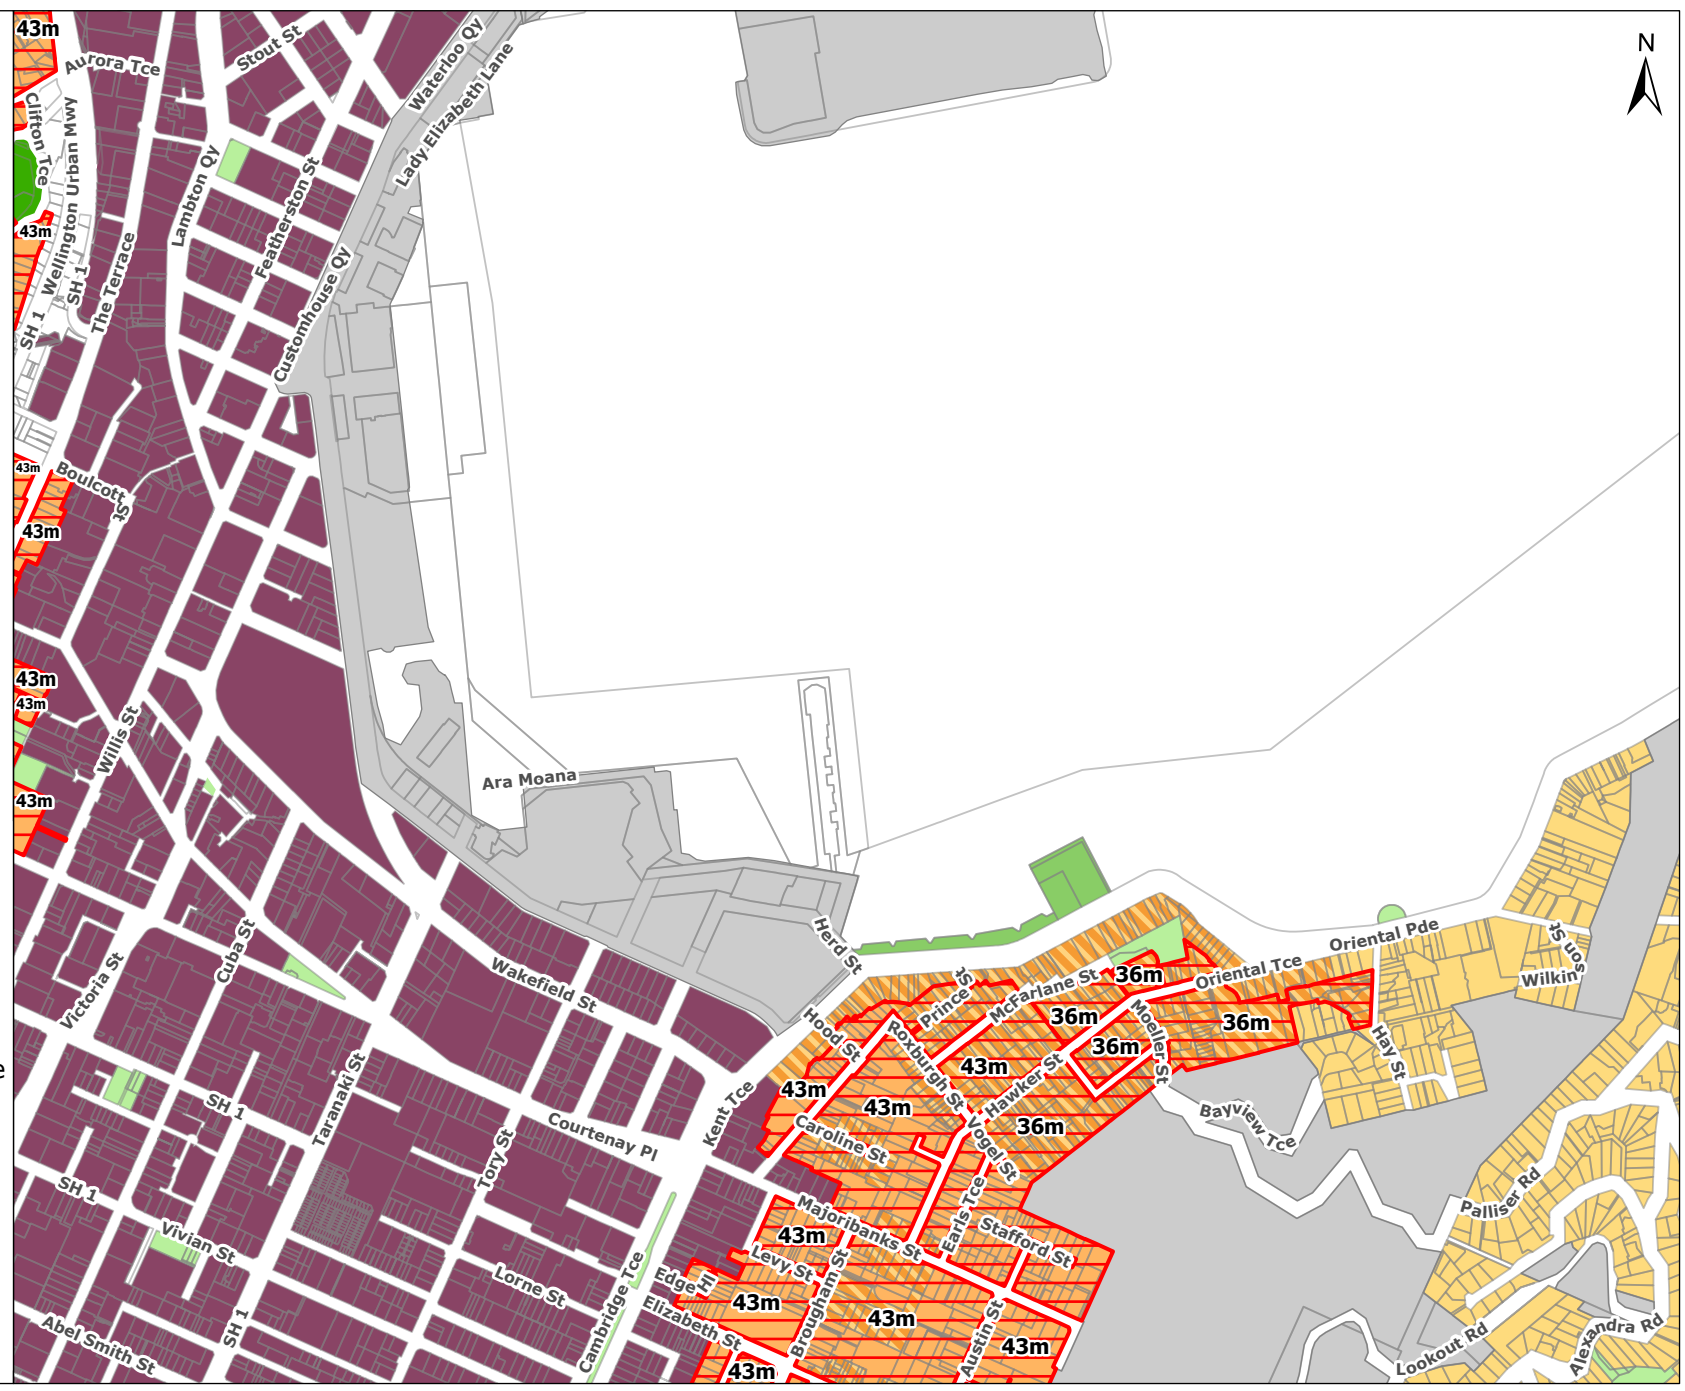 43m
Aurora Tce
Stout St
Waterloo Qy
Lady Elizabeth Lane
N
Clifton Tce
Wellington Urban Mwy
SH 1
SH 1
43m
The Terrace
Lambton Qy
Featherston St
Customhouse Qy
43m
Boulcott St
43m
43m
43m
Willis St
43m
Ara Moana
Herd St
Victoria St
Cuba St
Wakefield St
Taranaki St
SH 1
SH 1
Vivian St
Abel Smith St
SH 1
Tory St
Courtenay Pl
Kent Tce
Lorne St
Cambridge Tce
Hood St
Roxburgh St
Prince St
McFarlane St
36m
Oriental Tce
Oriental Pde
Wilkinson St
36m
Moeller St
36m
36m
Hay St
43m
43m
43m
Hawker St
Caroline St
Vogel St
36m
Bayview Tce
Palliser Rd
Majoribanks St
43m
Earls Tce
Stafford St
Levy St
Edge Hl
43m
Brougham St
43m
Elizabeth St
43m
Austin St
43m
Lookout Rd
Alexandra Rd
e